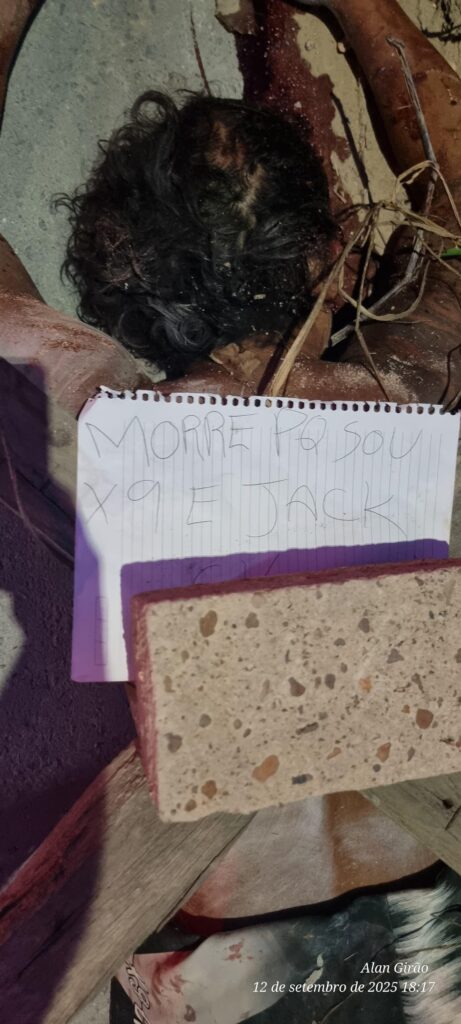 MORRE PQ SOU
X9 E JACK
Alan Girão
12 de setembro de 2025 18:17